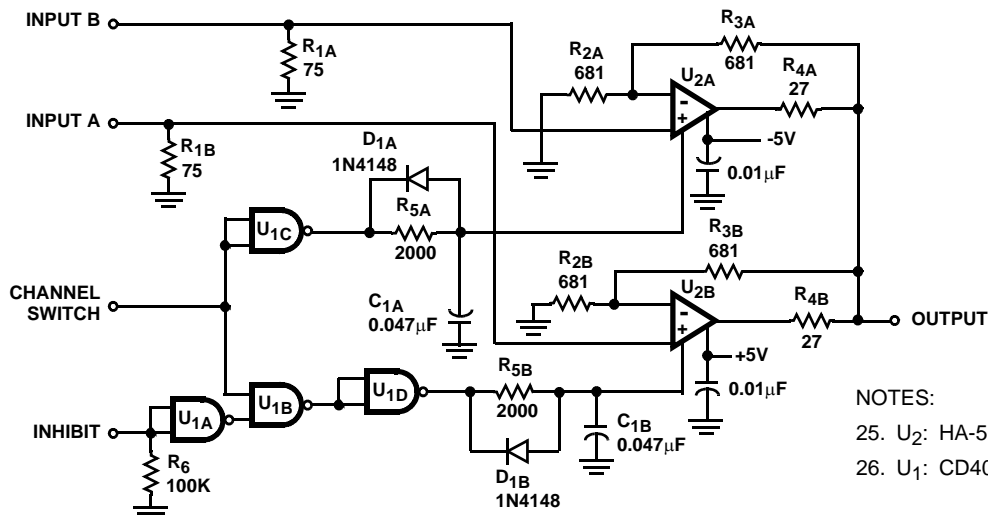 INPUT B
R1A
75
R2A
681
R3A
681
U2A
R4A
27
-
+
-5V
0.01µF
INPUT A
R1B
75
D1A
1N4148
R5A
2000
U1C
C1A
0.047µF
CHANNEL
SWITCH
R2B
681
R3B
681
U2B
R4B
27
-
+
OUTPUT
+5V
0.01µF
U1A
U1B
U1D
R5B
2000
D1B
1N4148
C1B
0.047µF
INHIBIT
R6
100K
NOTES:
25. U2: HA-5
26. U1: CD40